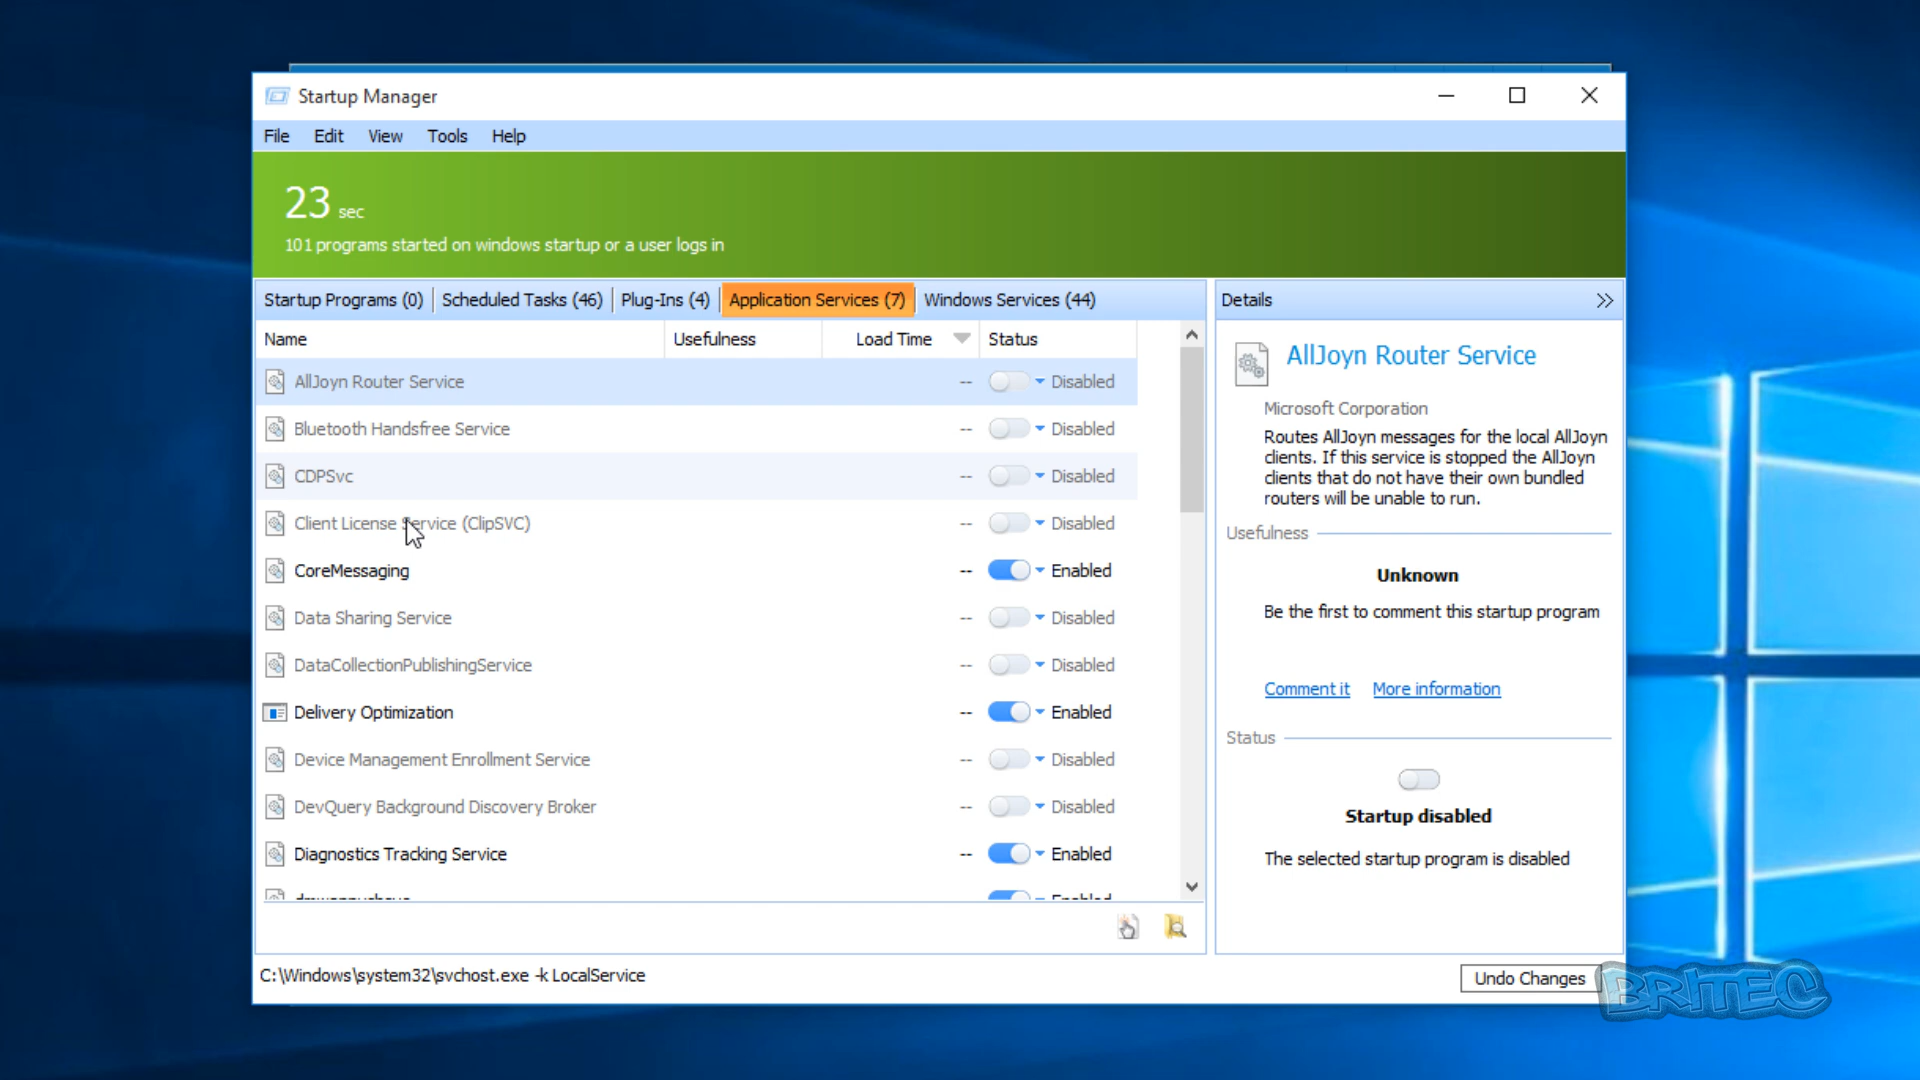 Startup Manager
File Edit View Tools Help
23 sec
101 programs started on windows startup or a user logs in
Startup Programs (0) Scheduled Tasks (46) Plug-Ins (4) Application Services (7) Windows Services (44)
Name Usefulness Load Time Status
AllJoyn Router Service -- Disabled
Bluetooth Handsfree Service -- Disabled
CDPSvc -- Disabled
Client License Service (ClipSVC) -- Disabled
CoreMessaging -- Enabled
Data Sharing Service -- Disabled
DataCollectionPublishingService -- Disabled
Delivery Optimization -- Enabled
Device Management Enrollment Service -- Disabled
DevQuery Background Discovery Broker -- Disabled
Diagnostics Tracking Service -- Enabled
Enabled
C:\Windows\system32\svchost.exe -k LocalService
Details
AllJoyn Router Service
Microsoft Corporation
Routes AllJoyn messages for the local AllJoyn
clients. If this service is stopped the AllJoyn
clients that do not have their own bundled
routers will be unable to run.
Usefulness
Unknown
Be the first to comment this startup program
Comment it More information
Status
Startup disabled
The selected startup program is disabled
Undo Changes
BRITEC